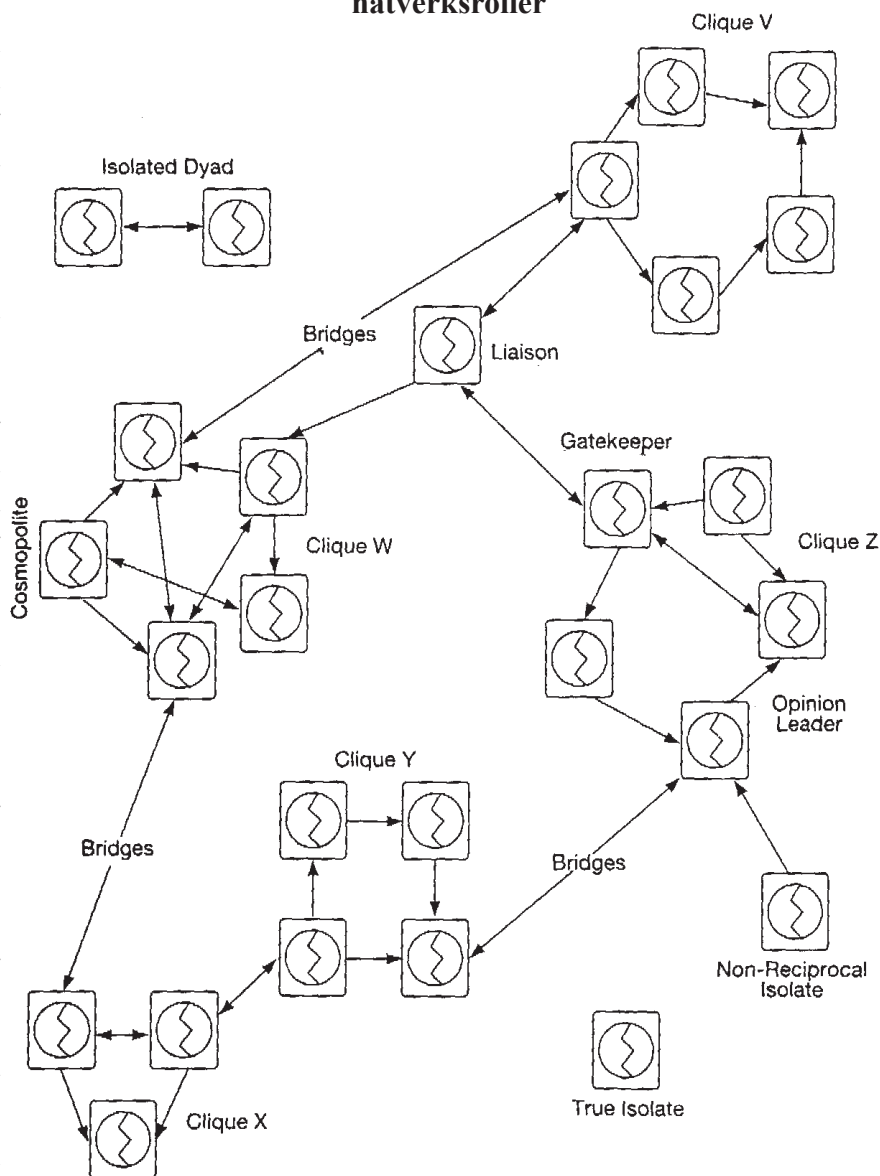 nätverksroller
Clique V
Isolated Dyad
Bridges
Liaison
Gatekeeper
Cosmopolite
Clique W
Clique Z
Opinion
Leader
Clique Y
Bridges
Bridges
Non-Reciprocal
Isolate
True Isolate
Clique X